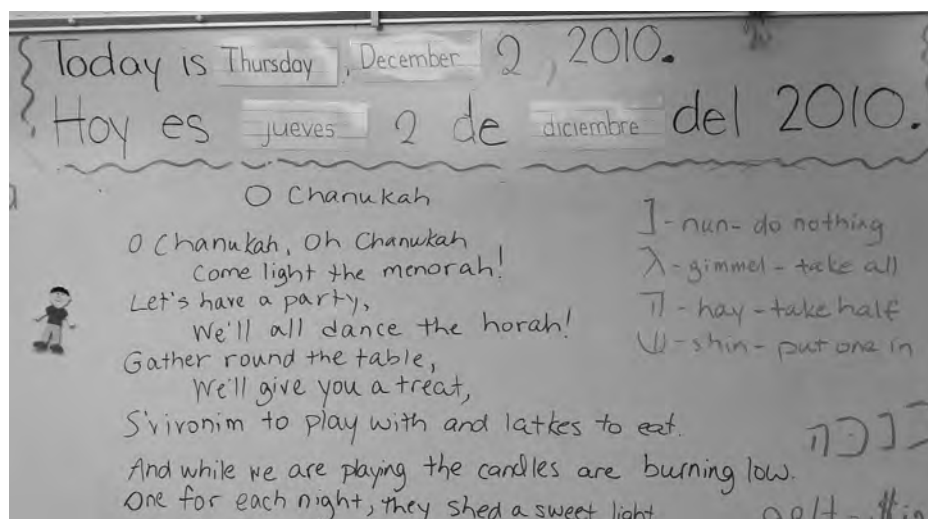 Today is Thursday, December 2, 2010.
Hoy es jueves 2 de diciembre del 2010.
O Chanukah
O Chanukah, Oh Chanukah
Come light the menorah!
Let's have a party,
We'll all dance the horah!
Gather round the table,
We'll give you a treat,
S'vivonim to play with and latkes to eat.
And while we are playing the candles are burning low.
One for each night, they shed a sweet light
נ - nun - do nothing
ג - gimmel - take all
ה - hay - take half
ש - shin - put one in